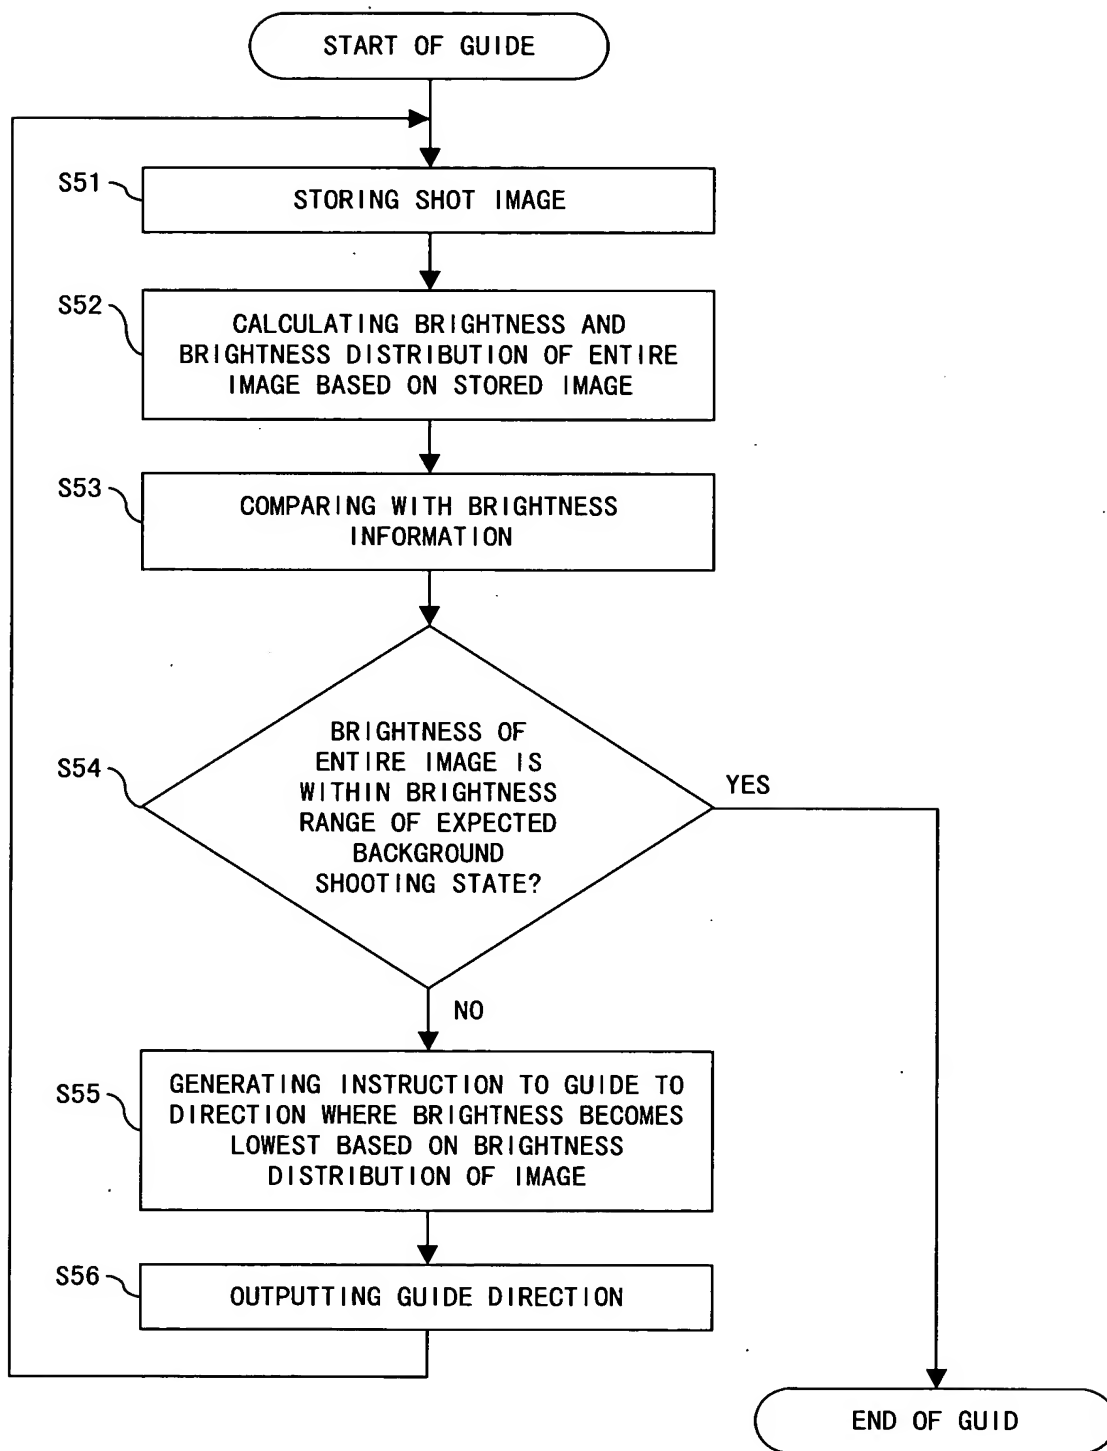 START OF GUIDE
S51
STORING SHOT IMAGE
S52
CALCULATING BRIGHTNESS AND
BRIGHTNESS DISTRIBUTION OF ENTIRE
IMAGE BASED ON STORED IMAGE
S53
COMPARING WITH BRIGHTNESS
INFORMATION
S54
BRIGHTNESS OF
ENTIRE IMAGE IS
WITHIN BRIGHTNESS
RANGE OF EXPECTED
BACKGROUND
SHOOTING STATE?
YES
NO
S55
GENERATING INSTRUCTION TO GUIDE TO
DIRECTION WHERE BRIGHTNESS BECOMES
LOWEST BASED ON BRIGHTNESS
DISTRIBUTION OF IMAGE
S56
OUTPUTTING GUIDE DIRECTION
END OF GUID